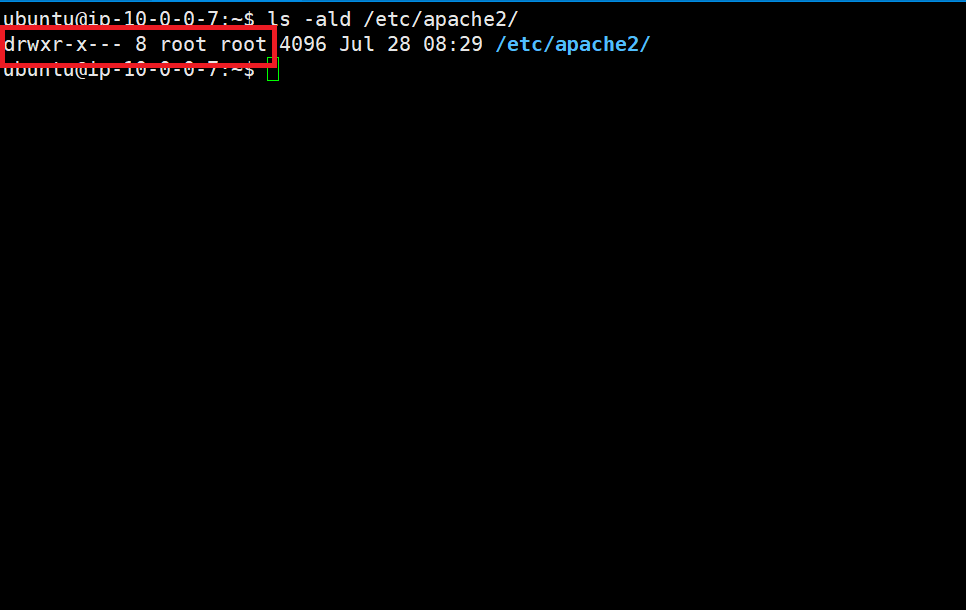 ubuntu@ip-10-0-0-7:~$ ls -ald /etc/apache2/
drwxr-x--- 8 root root 4096 Jul 28 08:29 /etc/apache2/
ubuntu@ip-10-0-0-7:~$